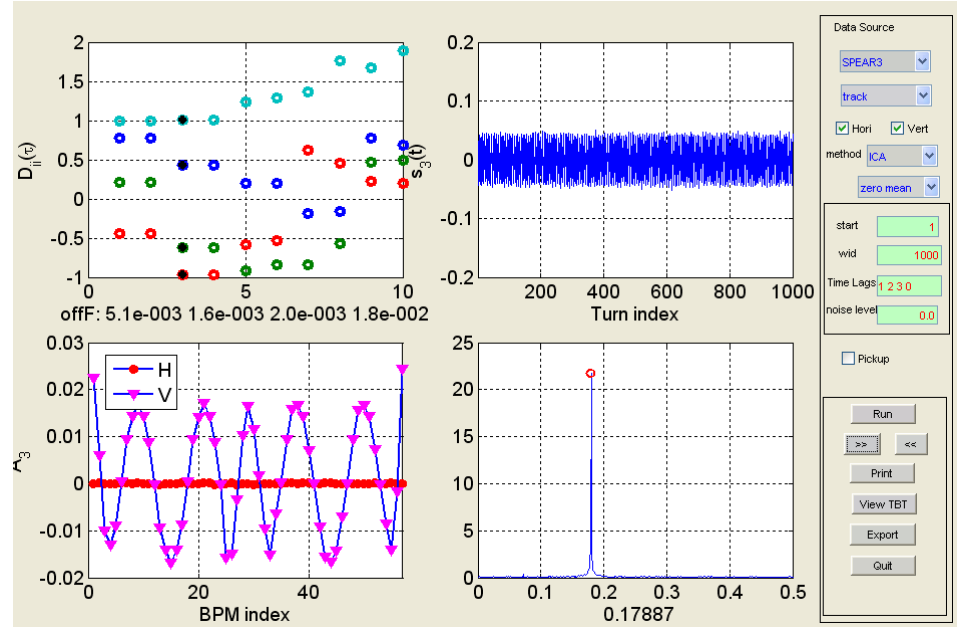 2
1.5
1
0.5
0
-0.5
-1
D_ii(τ)
0
5
10
offF: 5.1e-003 1.6e-003 2.0e-003 1.8e-002
0.2
0.1
0
-0.1
-0.2
s_3(t)
200
400
600
800
1000
Turn index
0.03
0.02
0.01
0
-0.01
-0.02
A_3
H
V
0
20
40
BPM index
25
20
15
10
5
0
0
0.1
0.2
0.3
0.4
0.5
0.17887
Data Source
SPEAR3
track
Hori Vert
method ICA
zero mean
start 1
wid 1000
Time Lags 1 2 3 0
noise level 0.0
Pickup
Run
>> <<
Print
View TBT
Export
Quit